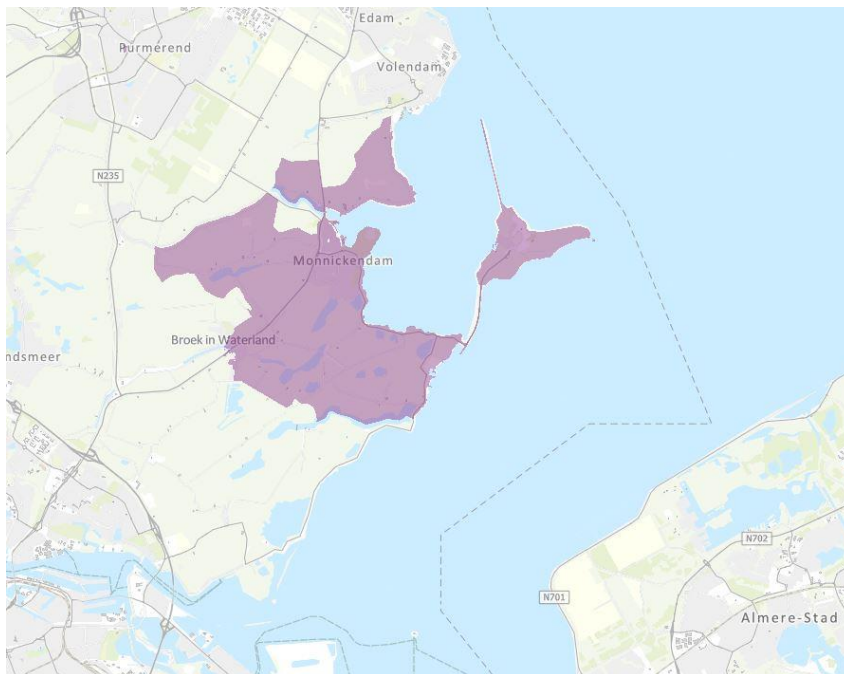 Edam
Purmerend
Volendam
N235
Monnickendam
Broek in Waterland
ndsmeer
N702
N701
Almere-Stad